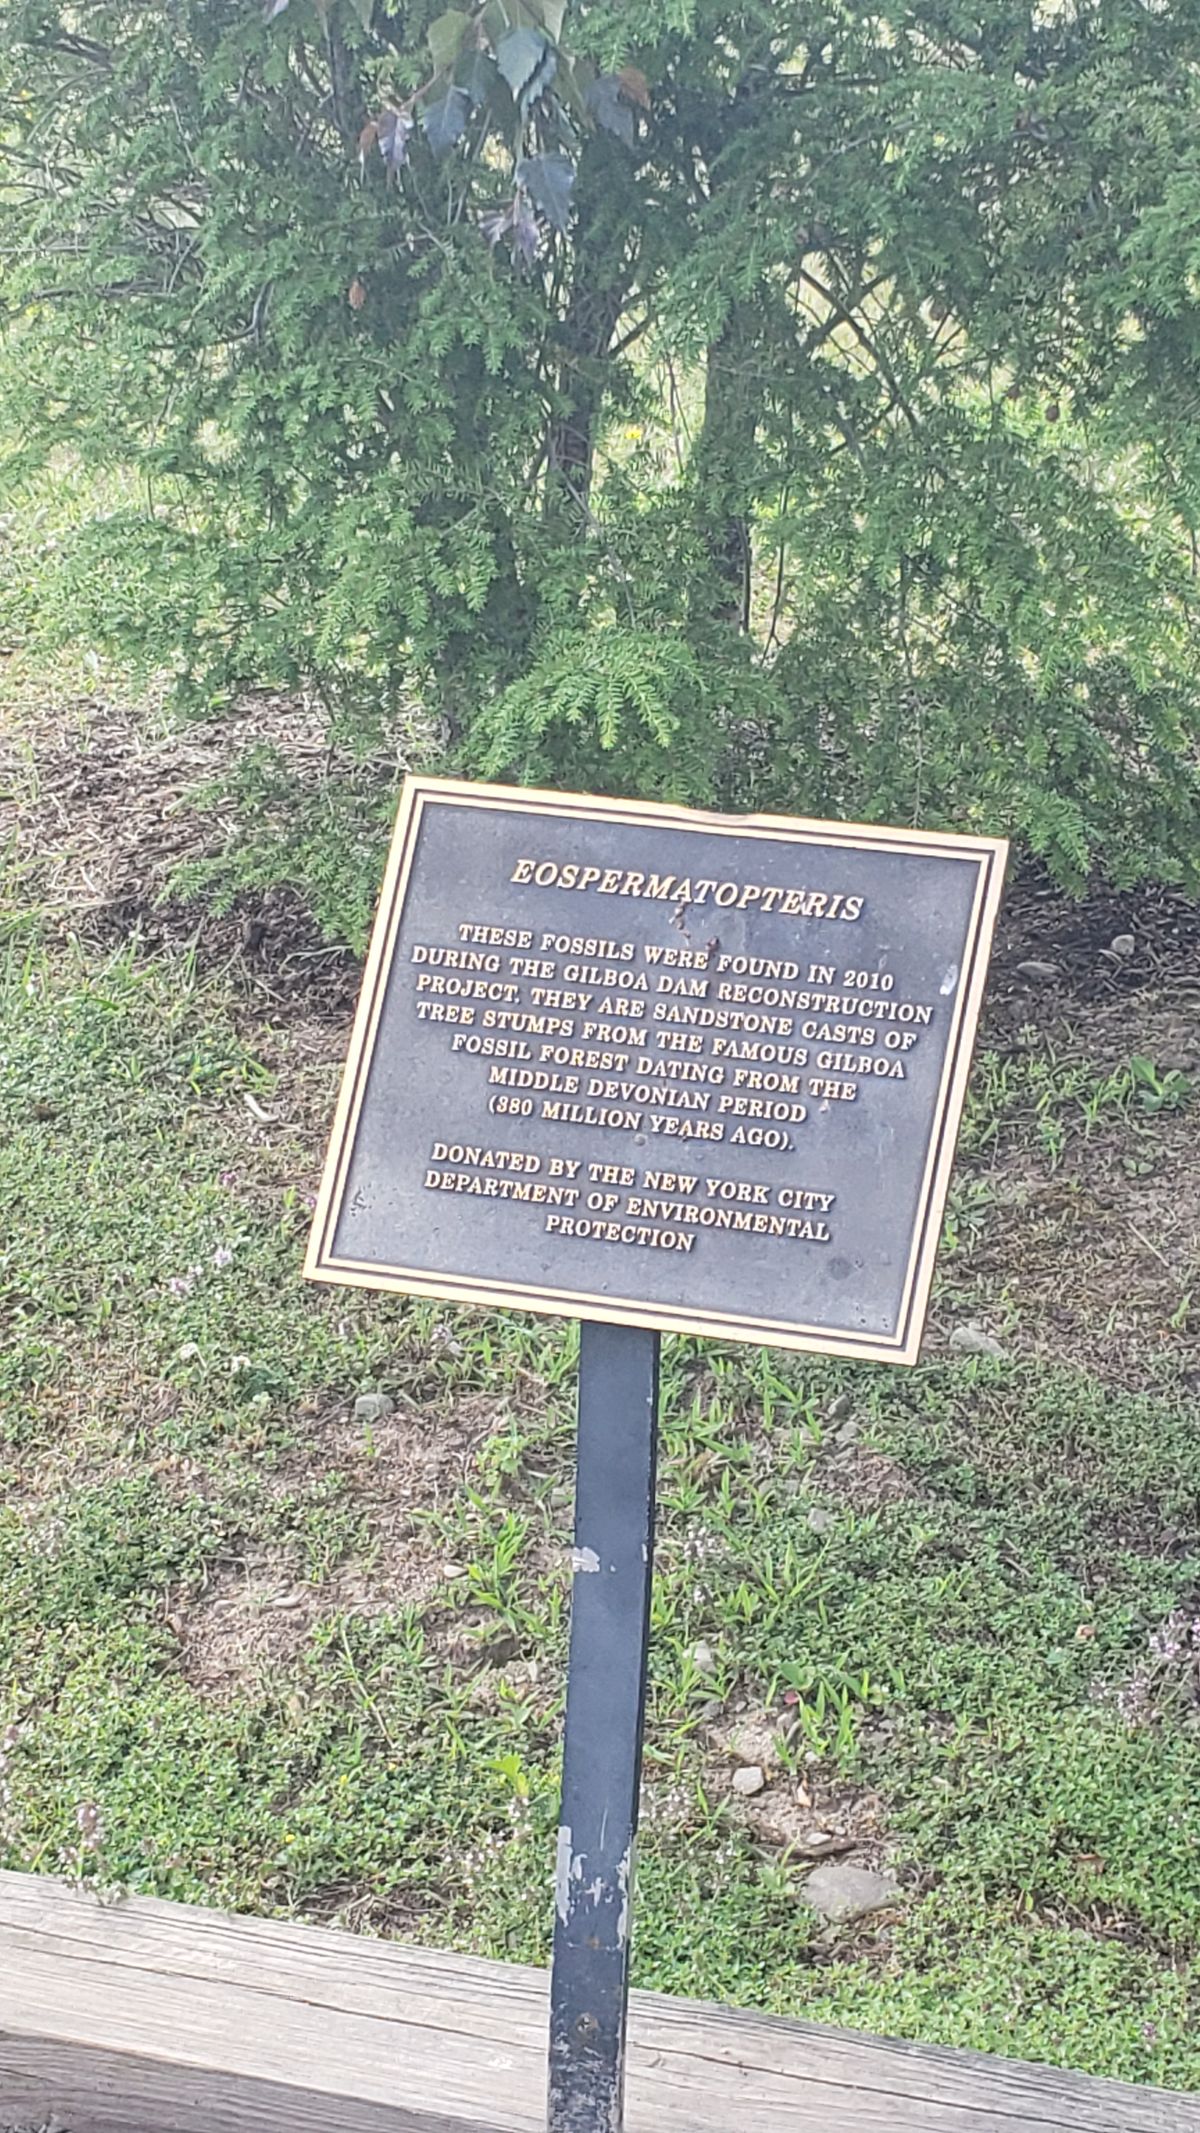 EOSPERMATOPTERIS
THESE FOSSILS WERE FOUND IN 2010
DURING THE GILBOA DAM RECONSTRUCTION
PROJECT. THEY ARE SANDSTONE CASTS OF
TREE STUMPS FROM THE FAMOUS GILBOA
FOSSIL FOREST DATING FROM THE
MIDDLE DEVONIAN PERIOD
(380 MILLION YEARS AGO).
DONATED BY THE NEW YORK CITY
DEPARTMENT OF ENVIRONMENTAL
PROTECTION